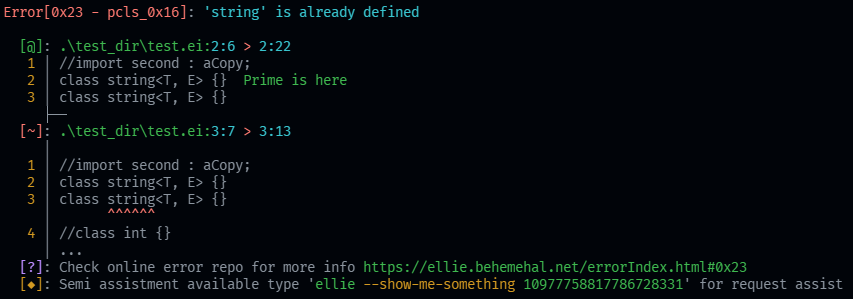 Error[0x23 - pcls_0x16]: 'string' is already defined
[@]: .\test_dir\test.ei:2:6 > 2:22
1 | //import second : aCopy;
2 | class string<T, E> {}  Prime is here
3 | class string<T, E> {}
[~]: .\test_dir\test.ei:3:7 > 3:13
1 | //import second : aCopy;
2 | class string<T, E> {}
3 | class string<T, E> {}
^^^^^^
4 | //class int {}
| ...
[?]: Check online error repo for more info https://ellie.behemehal.net/errorIndex.html#0x23
[◆]: Semi assistment available type 'ellie --show-me-something 10977758817786728331' for request assist